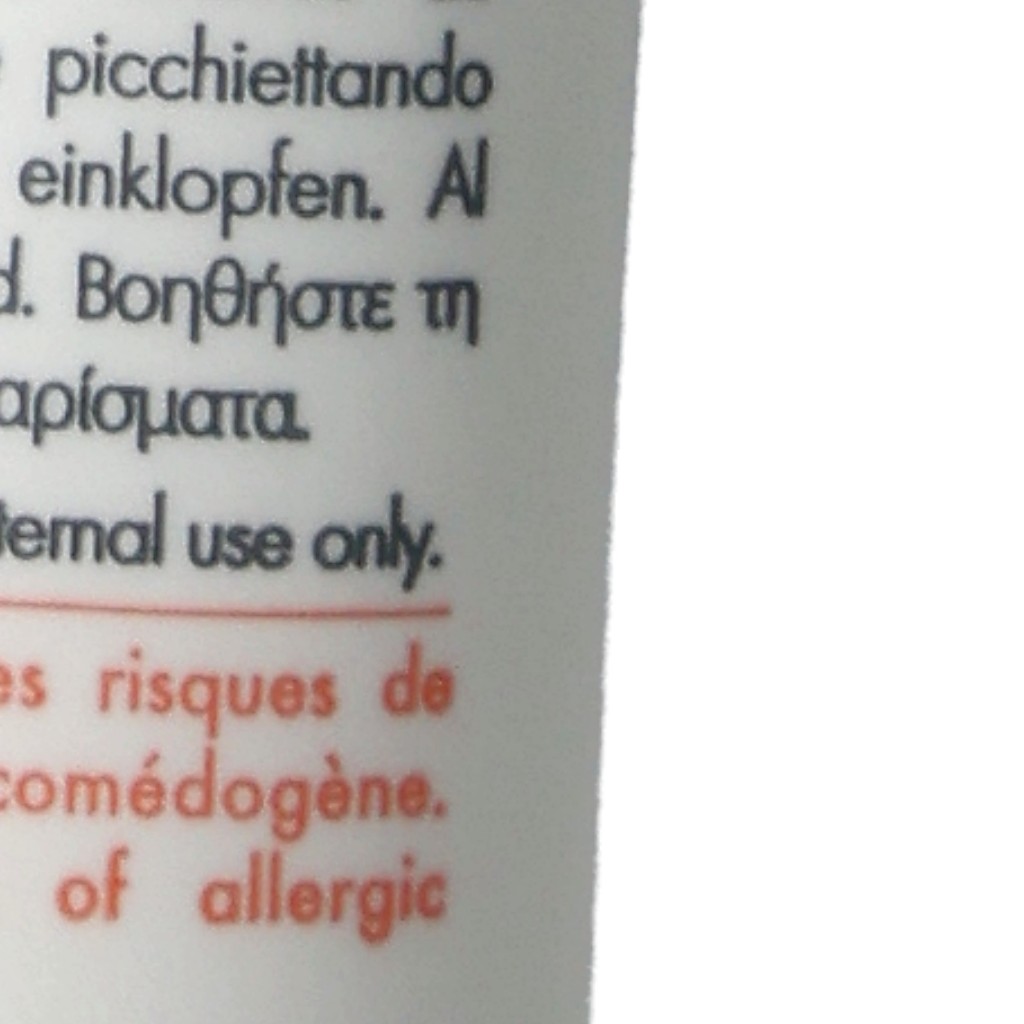 picchiettando
einklopfen. Al
d. Βοηθήστε τη
αρίσματα.
ternal use only.
es risques de
comédogène.
of allergic